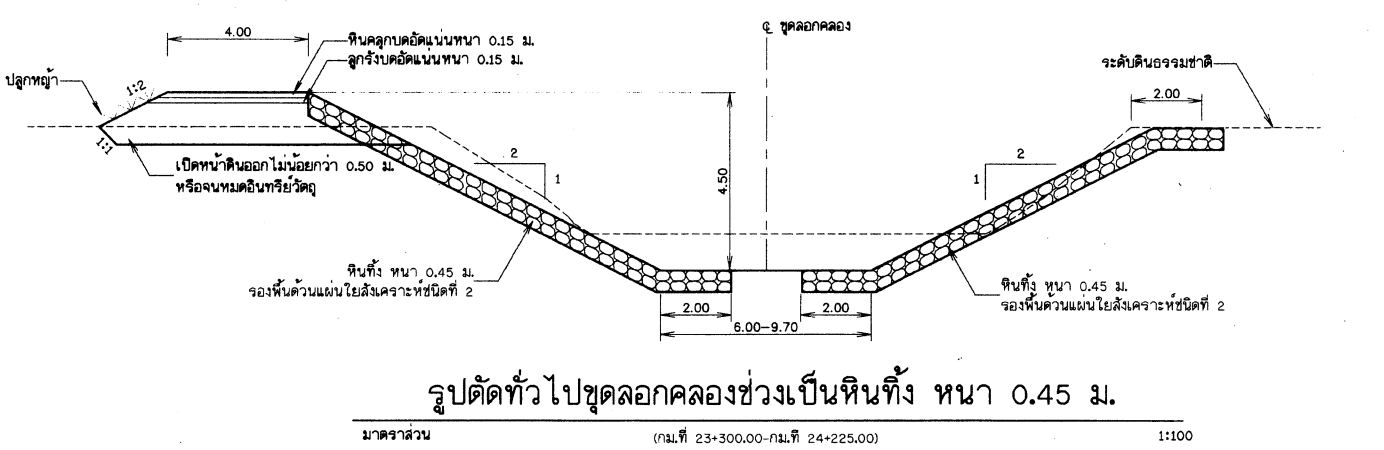 ℄ ขุดลอกคลอง
4.00
หินคลุกบดอัดแน่นหนา 0.15 ม.
ลูกรังบดอัดแน่นหนา 0.15 ม.
ปลูกหญ้า
1:2
1:1
ระดับดินธรรมชาติ
2.00
เปิดหน้าดินออกไม่น้อยกว่า 0.50 ม.
หรือจนหมดอินทรีย์วัตถุ
2
1
4.50
2
1
หินทิ้ง หนา 0.45 ม.
รองพื้นด้วนแผ่นใยสังเคราะห์ชนิดที่ 2
หินทิ้ง หนา 0.45 ม.
รองพื้นด้วนแผ่นใยสังเคราะห์ชนิดที่ 2
2.00
2.00
6.00-9.70
รูปตัดทั่วไปขุดลอกคลองช่วงเป็นหินทิ้ง หนา 0.45 ม.
มาตราส่วน
(กม.ที่ 23+300.00-กม.ที่ 24+225.00)
1:100